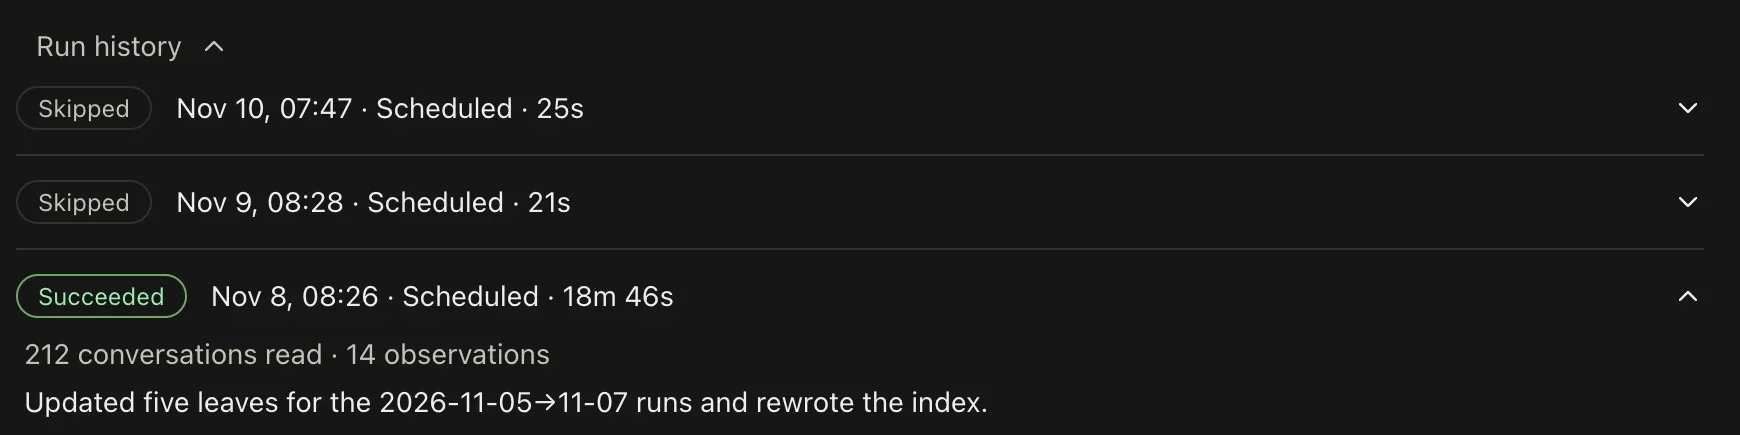 Run history
Skipped Nov 10, 07:47 · Scheduled · 25s
Skipped Nov 9, 08:28 · Scheduled · 21s
Succeeded Nov 8, 08:26 · Scheduled · 18m 46s
212 conversations read · 14 observations
Updated five leaves for the 2026-11-05→11-07 runs and rewrote the index.